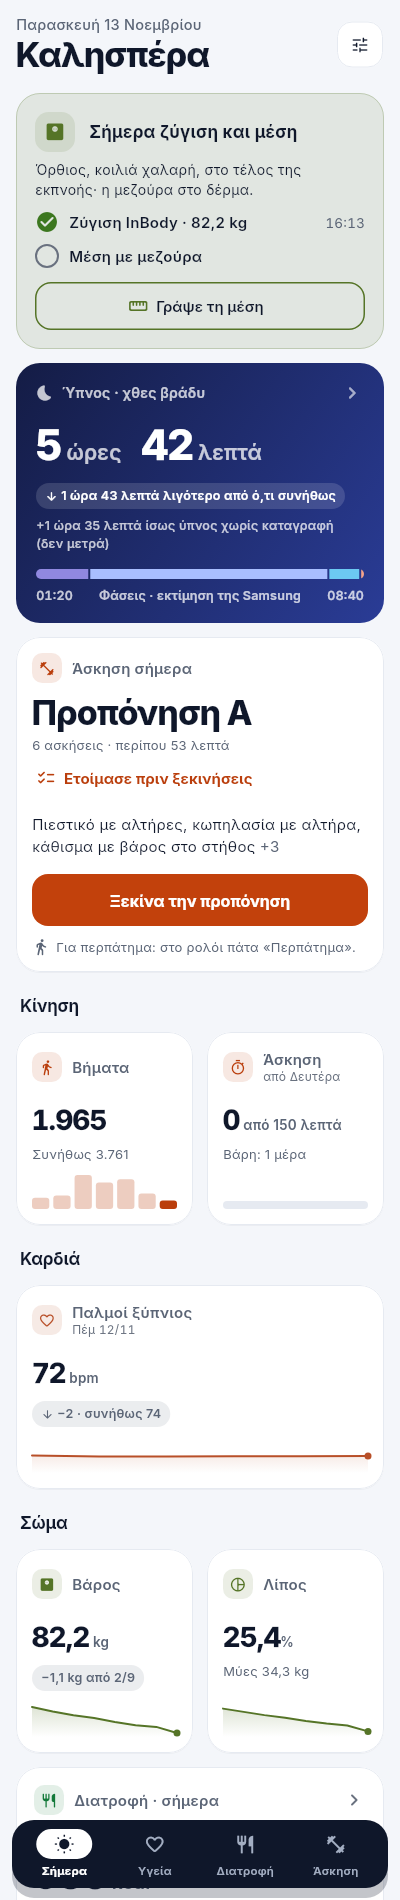 Παρασκευή 13 Νοεμβρίου
Καλησπέρα
Σήμερα ζύγιση και μέση
Όρθιος, κοιλιά χαλαρή, στο τέλος της
εκπνοής· η μεζούρα στο δέρμα.
Ζύγιση InBody · 82,2 kg 16:13
Μέση με μεζούρα
Γράψε τη μέση
Ύπνος · χθες βράδυ
5 ώρες 42 λεπτά
↓ 1 ώρα 43 λεπτά λιγότερο από ό,τι συνήθως
+1 ώρα 35 λεπτά ίσως ύπνος χωρίς καταγραφή
(δεν μετρά)
01:20 Φάσεις · εκτίμηση της Samsung 08:40
Άσκηση σήμερα
Προπόνηση Α
6 ασκήσεις · περίπου 53 λεπτά
Ετοίμασε πριν ξεκινήσεις
Πιεστικό με αλτήρες, κωπηλασία με αλτήρα,
κάθισμα με βάρος στο στήθος +3
Ξεκίνα την προπόνηση
Για περπάτημα: στο ρολόι πάτα «Περπάτημα».
Κίνηση
Βήματα
1.965
Συνήθως 3.761
Άσκηση
από Δευτέρα
0 από 150 λεπτά
Βάρη: 1 μέρα
Καρδιά
Παλμοί ξύπνιος
Πέμ 12/11
72 bpm
↓ −2 · συνήθως 74
Σώμα
Βάρος
82,2 kg
−1,1 kg από 2/9
Λίπος
25,4%
Μύες 34,3 kg
Διατροφή · σήμερα
Σήμερα Υγεία Διατροφή Άσκηση